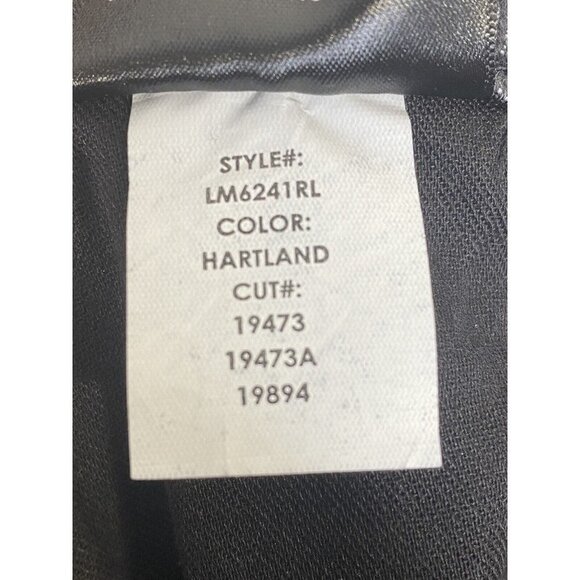 STYLE#:
LM6241RL
COLOR:
HARTLAND
CUT#:
19473
19473A
19894